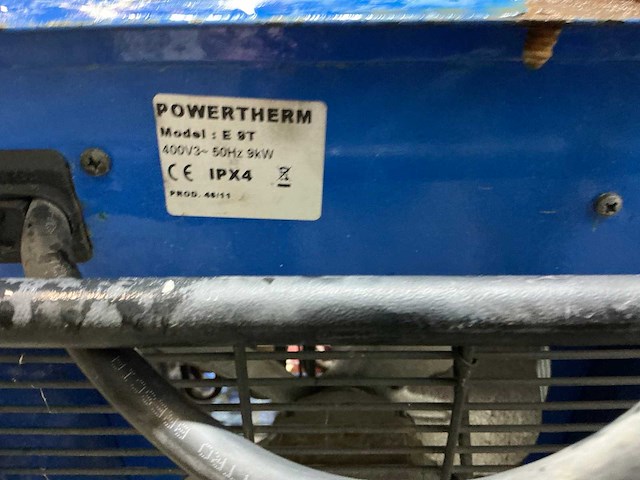 POWERTHERM
Model : E 9T
400V3~ 50Hz 9kW
CE IPX4
PROD. 46/11